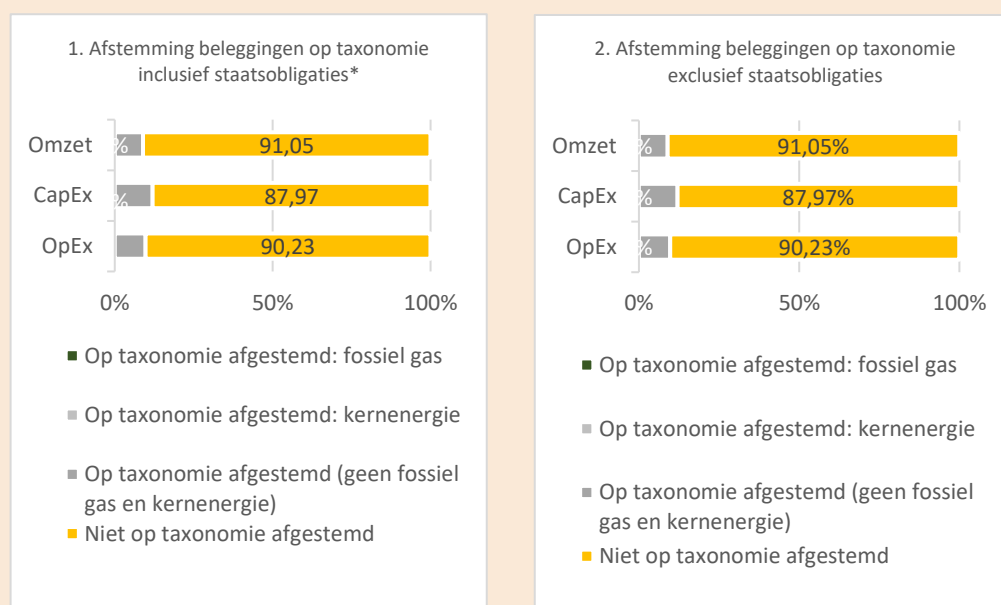 1. Afstemming beleggingen op taxonomie
inclusief staatsobligaties*
Omzet
%
91,05
CapEx
%
87,97
OpEx
90,23
0%
50%
100%
■ Op taxonomie afgestemd: fossiel gas
■ Op taxonomie afgestemd: kernenergie
■ Op taxonomie afgestemd (geen fossiel
gas en kernenergie)
■ Niet op taxonomie afgestemd
2. Afstemming beleggingen op taxonomie
exclusief staatsobligaties
Omzet
%
91,05%
CapEx
%
87,97%
OpEx
%
90,23%
0%
50%
100%
■ Op taxonomie afgestemd: fossiel gas
■ Op taxonomie afgestemd: kernenergie
■ Op taxonomie afgestemd (geen fossiel
gas en kernenergie)
■ Niet op taxonomie afgestemd